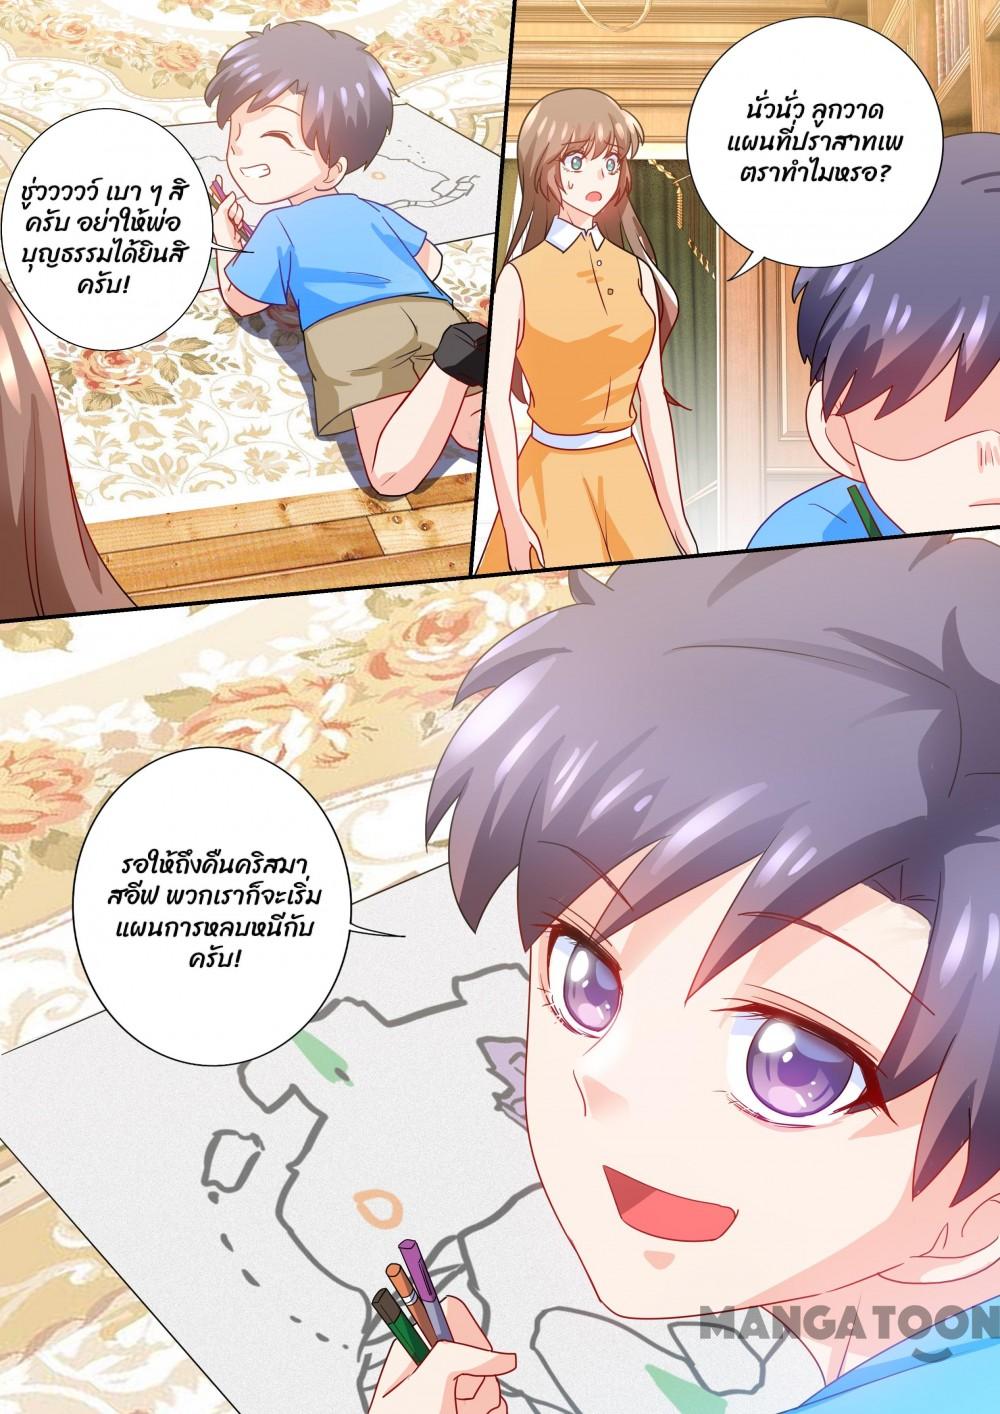 ชู่วววววว์ เบา ๆ สิ
ครับ อย่าให้พ่อ
บุญธรรมได้ยินสิ
ครับ!
นั่วนั่ว ลูกวาด
แผนที่ปราสาทเพ
ตราทำไมหรอ?
รอให้ถึงคืนคริสมา
สอีฟ พวกเราก็จะเริ่ม
แผนการหลบหนีกับ
ครับ!
MANGATOON